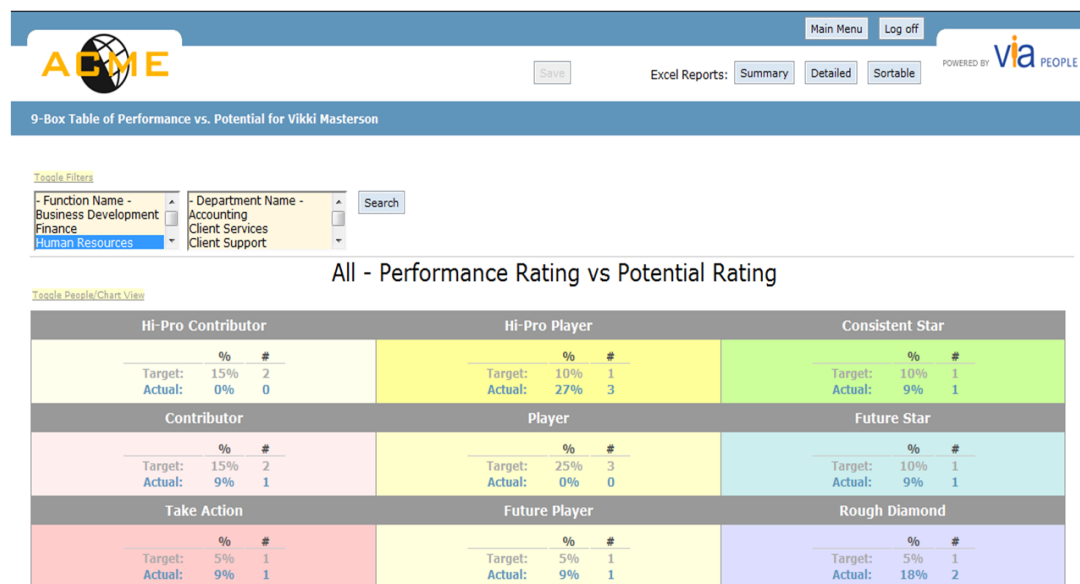 Main Menu Log off
ACME
POWERED BY via PEOPLE
Save Excel Reports: Summary Detailed Sortable
9-Box Table of Performance vs. Potential for Vikki Masterson
Toggle Filters
- Function Name - - Department Name - Search
Business Development Accounting
Finance Client Services
Human Resources Client Support
All - Performance Rating vs Potential Rating
Toggle People/Chart View
Hi-Pro Contributor Hi-Pro Player Consistent Star
% # % # % #
Target: 15% 2 Target: 10% 1 Target: 10% 1
Actual: 0% 0 Actual: 27% 3 Actual: 9% 1
Contributor Player Future Star
% # % # % #
Target: 15% 2 Target: 25% 3 Target: 10% 1
Actual: 9% 1 Actual: 0% 0 Actual: 9% 1
Take Action Future Player Rough Diamond
% # % # % #
Target: 5% 1 Target: 5% 1 Target: 5% 1
Actual: 9% 1 Actual: 9% 1 Actual: 18% 2